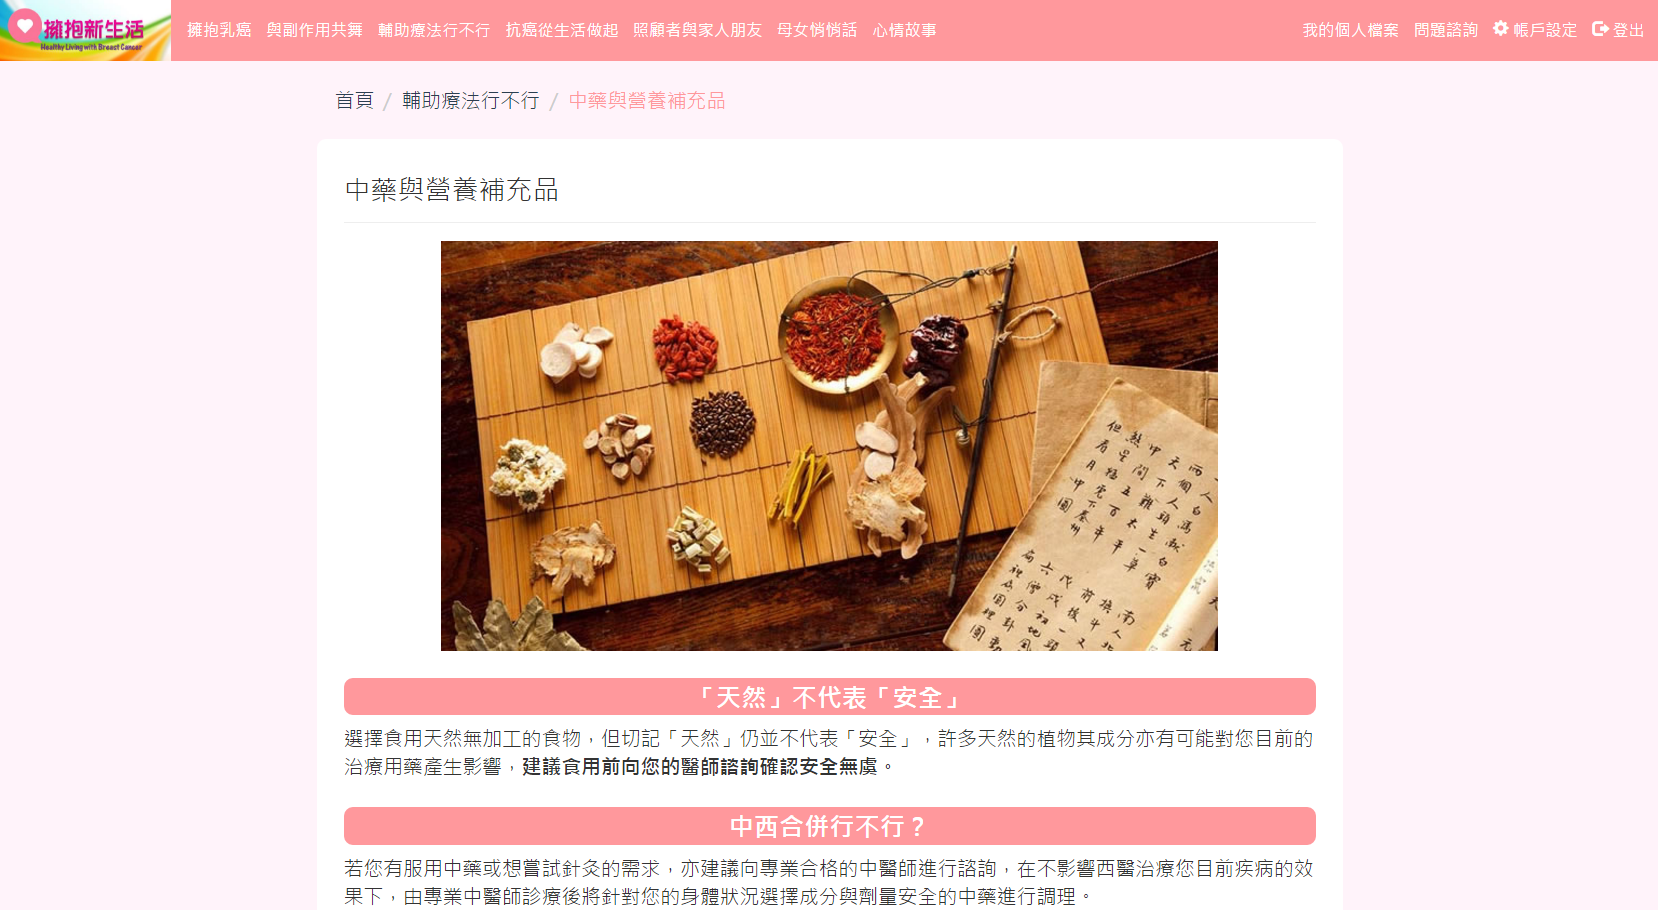 擁抱新生活
Healthy Living with Breast Cancer
擁抱乳癌 與副作用共舞 輔助療法行不行 抗癌從生活做起 照顧者與家人朋友 母女悄悄話 心情故事
我的個人檔案 問題諮詢 帳戶設定 登出
首頁 / 輔助療法行不行 / 中藥與營養補充品
中藥與營養補充品
「天然」不代表「安全」
選擇食用天然無加工的食物，但切記「天然」仍並不代表「安全」，許多天然的植物其成分亦有可能對您目前的
治療用藥產生影響，建議食用前向您的醫師諮詢確認安全無虞。
中西合併行不行？
若您有服用中藥或想嘗試針灸的需求，亦建議向專業合格的中醫師進行諮詢，在不影響西醫治療您目前疾病的效
果下，由專業中醫師診療後將針對您的身體狀況選擇成分與劑量安全的中藥進行調理。